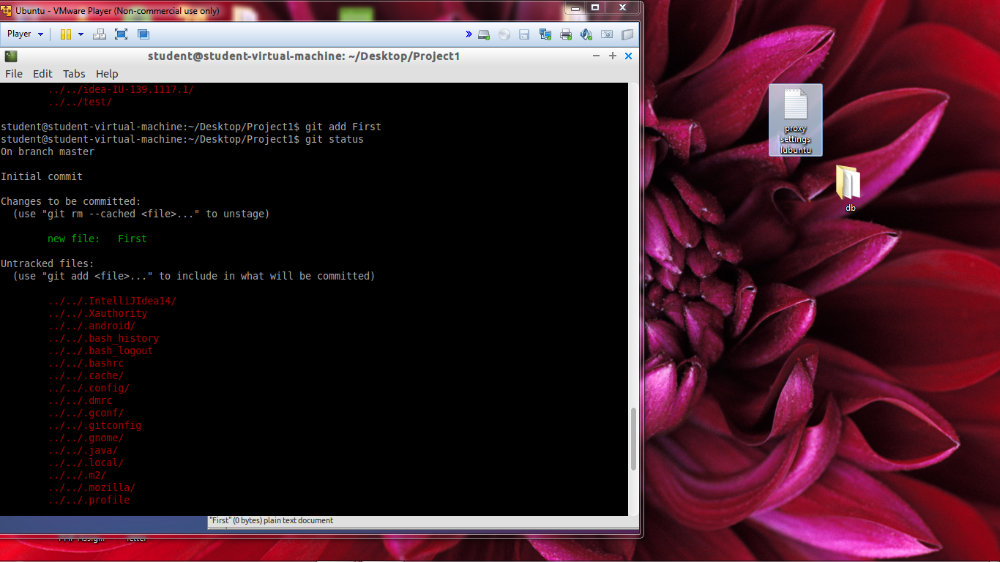 Ubuntu - VMware Player (Non-commercial use only)
Player
student@student-virtual-machine: ~/Desktop/Project1
File Edit Tabs Help
../../idea-IU-139.1117.1/
../../test/
student@student-virtual-machine:~/Desktop/Project1$ git add First
student@student-virtual-machine:~/Desktop/Project1$ git status
On branch master
Initial commit
Changes to be committed:
(use "git rm --cached <file>..." to unstage)
new file:   First
Untracked files:
(use "git add <file>..." to include in what will be committed)
../../.IntelliJIdea14/
../../.Xauthority
../../.android/
../../.bash_history
../../.bash_logout
../../.bashrc
../../.cache/
../../.config/
../../.dmrc
../../.gconf/
../../.gitconfig
../../.gnome/
../../.java/
../../.local/
../../.m2/
../../.mozilla/
../../.profile
"First" (0 bytes) plain text document
proxy
settings
lubuntu
db